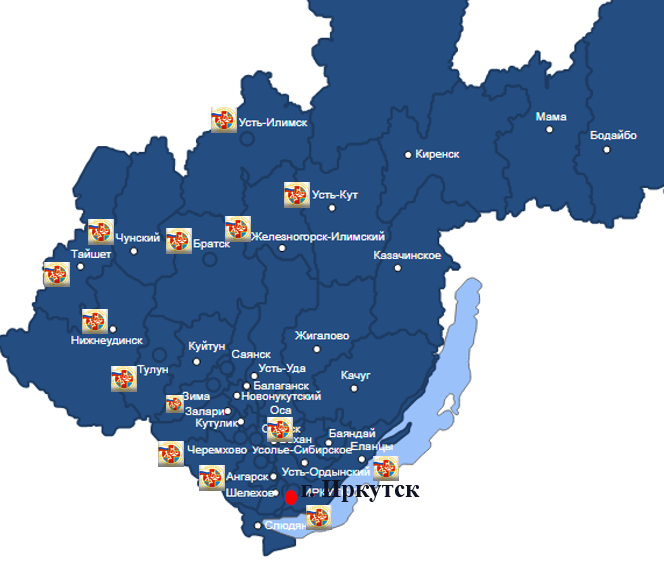 Мама
Усть-Илимск
Бодайбо
Киренск
Усть-Кут
Железногорск-Илимский
Чунский
Братск
Тайшет
Казачинское
Нижнеудинск
Жигалово
Куйтун
Саянск
Тулун
Усть-Уда
Качуг
Балаганск
Зима
Новонукутский
Залари
Оса
Кутулик
Баяндай
Еланцы
Черемхово
Усолье-Сибирское
Усть-Ордынский
Ангарск
Шелехов
г. Иркутск